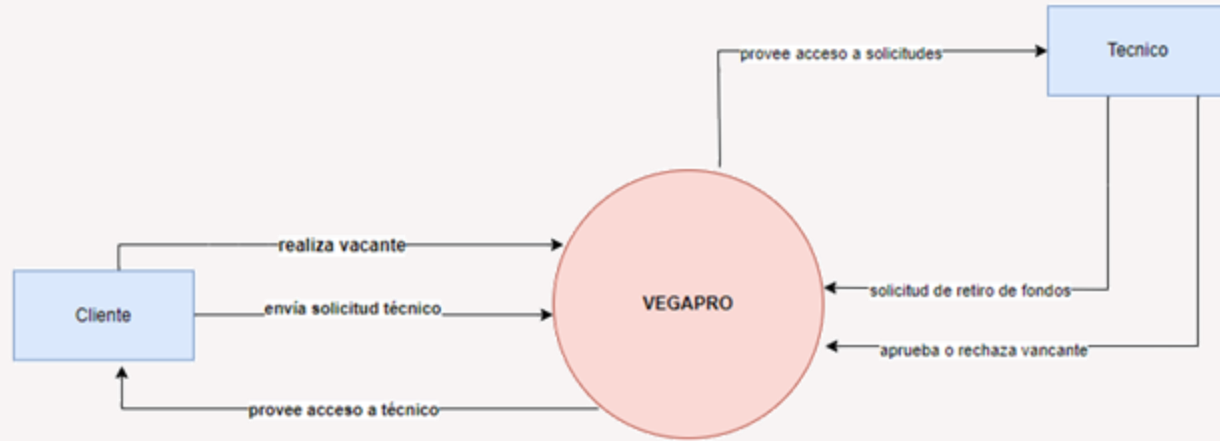 provee acceso a solicitudes
Tecnico
realiza vacante
Cliente
envía solicitud técnico
VEGAPRO
solicitud de retiro de fondos
aprueba o rechaza vancante
provee acceso a técnico